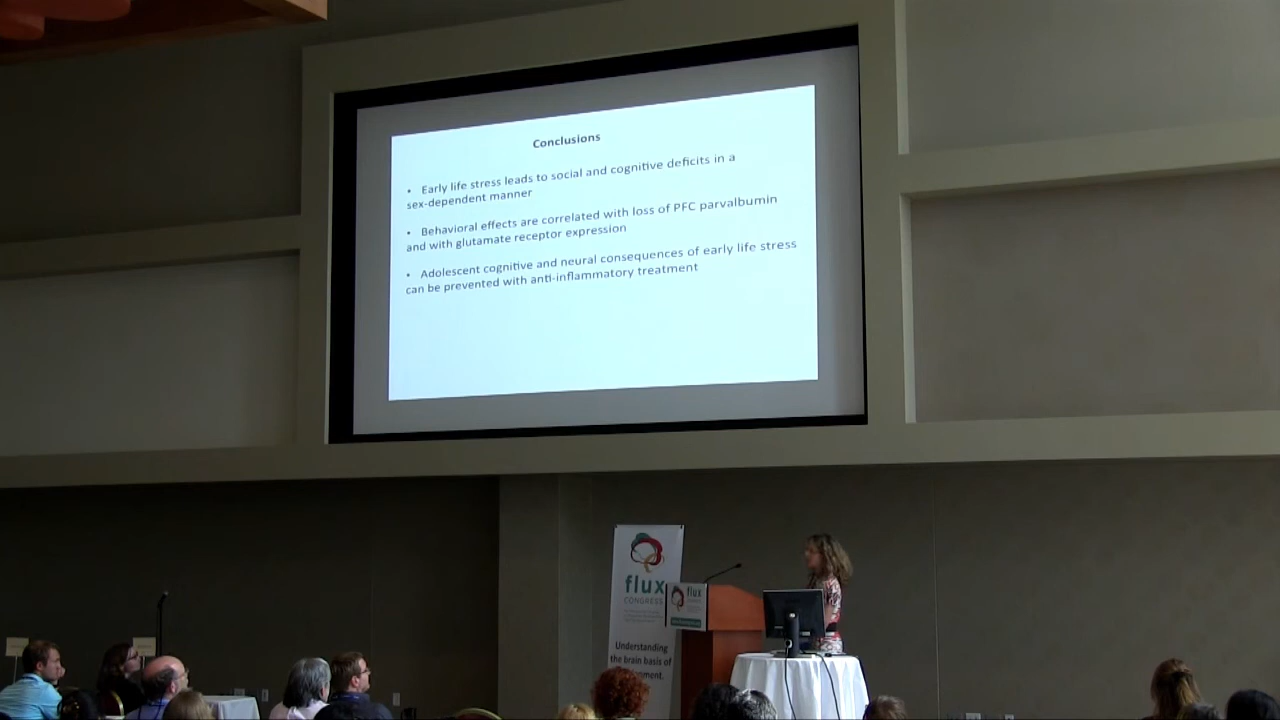 Conclusions
• Early life stress leads to social and cognitive deficits in a
sex-dependent manner
• Behavioral effects are correlated with loss of PFC parvalbumin
and with glutamate receptor expression
• Adolescent cognitive and neural consequences of early life stress
can be prevented with anti-inflammatory treatment
flux
CONGRESS
Understanding
the brain basis of
flux